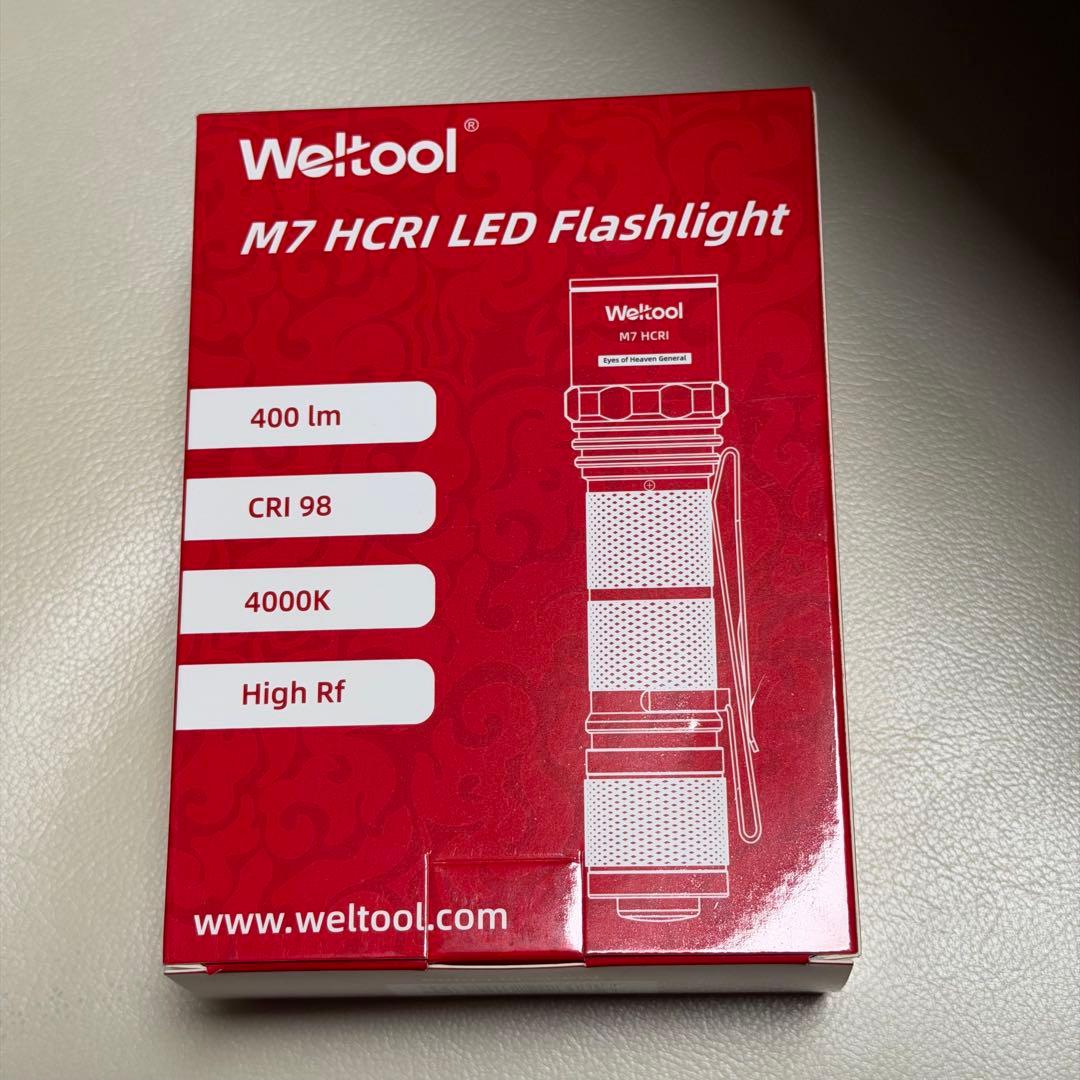 Weltool®
M7 HCRI LED Flashlight
Weltool
M7 HCRI
Eyes of Heaven General
400 lm
CRI 98
4000K
High Rf
www.weltool.com